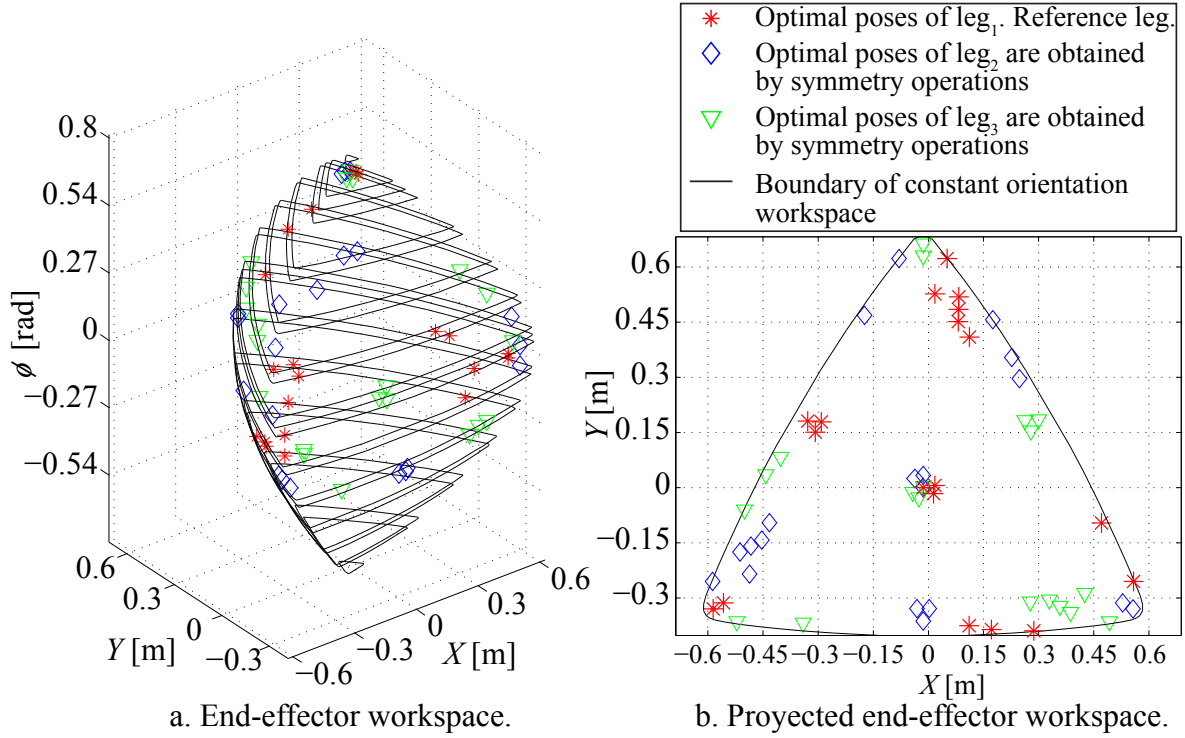 Optimal poses of leg₁. Reference leg.
Optimal poses of leg₂ are obtained
by symmetry operations
Optimal poses of leg₃ are obtained
by symmetry operations
Boundary of constant orientation
workspace
0.8
0.54
0.27
0
−0.27
−0.54
ø [rad]
0.6
0.3
0
−0.3
Y [m]
−0.6
−0.3
0
0.3
0.6
X [m]
a. End-effector workspace.
0.6
0.45
0.3
0.15
0
−0.15
−0.3
Y [m]
−0.6
−0.45
−0.3
−0.15
0
0.15
0.3
0.45
0.6
X [m]
b. Proyected end-effector workspace.